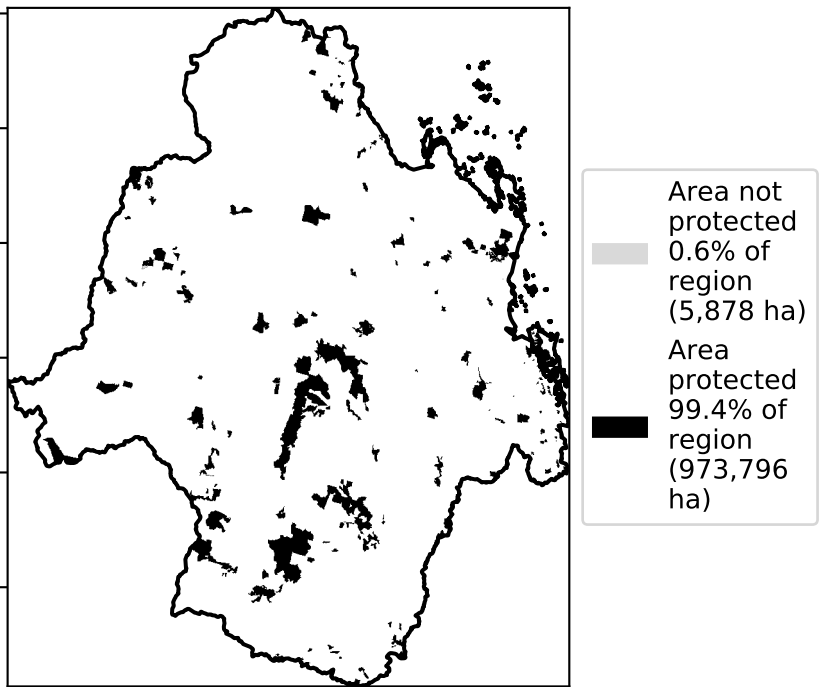 Area not
protected
0.6% of
region
(5,878 ha)
Area
protected
99.4% of
region
(973,796
ha)